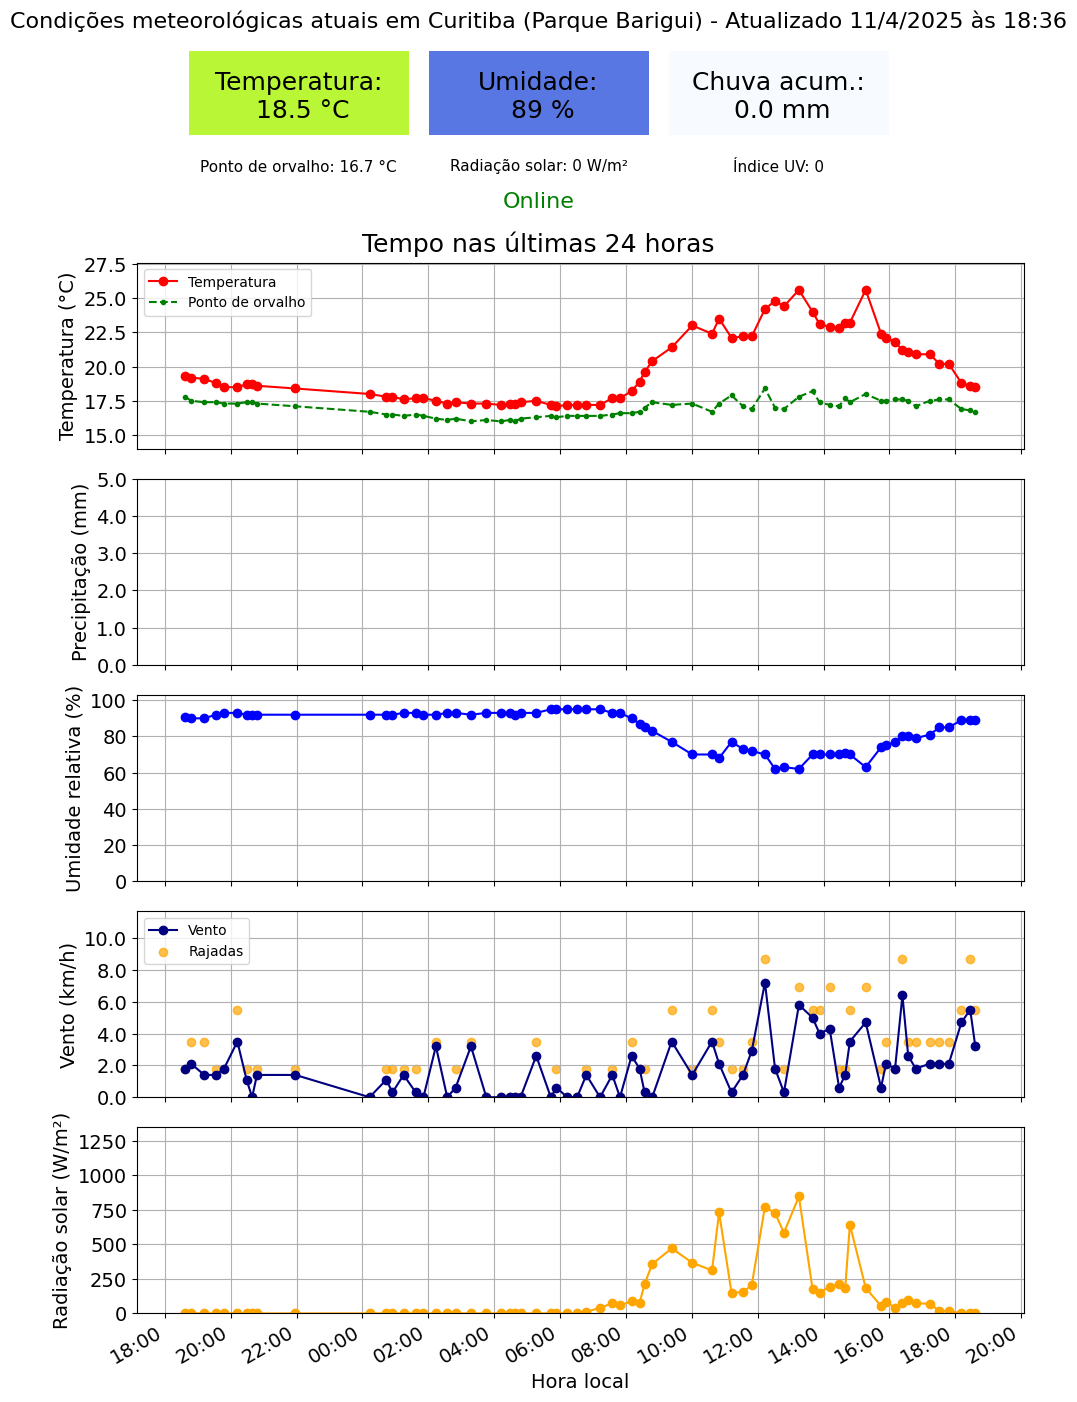 Condições meteorológicas atuais em Curitiba (Parque Barigui) - Atualizado 11/4/2025 às 18:36
Temperatura:
18.5 °C
Umidade:
89 %
Chuva acum.:
0.0 mm
Ponto de orvalho: 16.7 °C
Radiação solar: 0 W/m²
Índice UV: 0
Online
Tempo nas últimas 24 horas
Temperatura (°C)
27.5
25.0
22.5
20.0
17.5
15.0
Temperatura
Ponto de orvalho
Precipitação (mm)
5.0
4.0
3.0
2.0
1.0
0.0
Umidade relativa (%)
100
80
60
40
20
0
Vento (km/h)
10.0
8.0
6.0
4.0
2.0
0.0
Vento
Rajadas
Radiação solar (W/m²)
1250
1000
750
500
250
0
18:00
20:00
22:00
00:00
02:00
04:00
06:00
08:00
10:00
12:00
14:00
16:00
18:00
20:00
Hora local